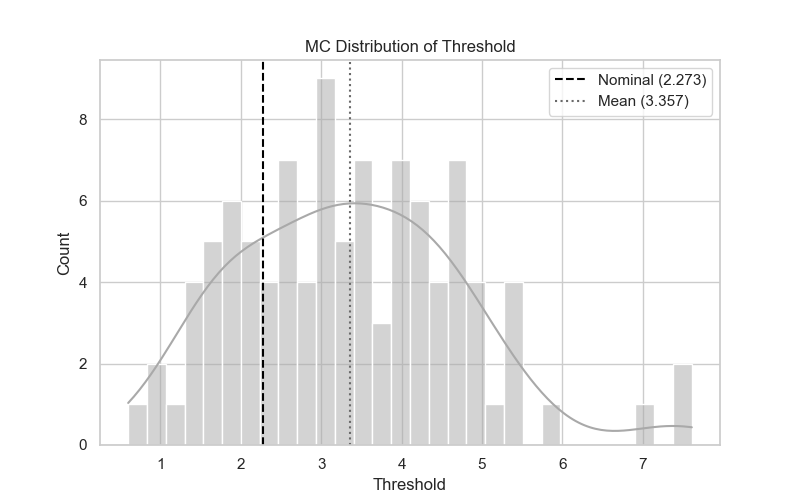 MC Distribution of Threshold
Nominal (2.273)
Mean (3.357)
Count
8
6
4
2
0
1 2 3 4 5 6 7
Threshold